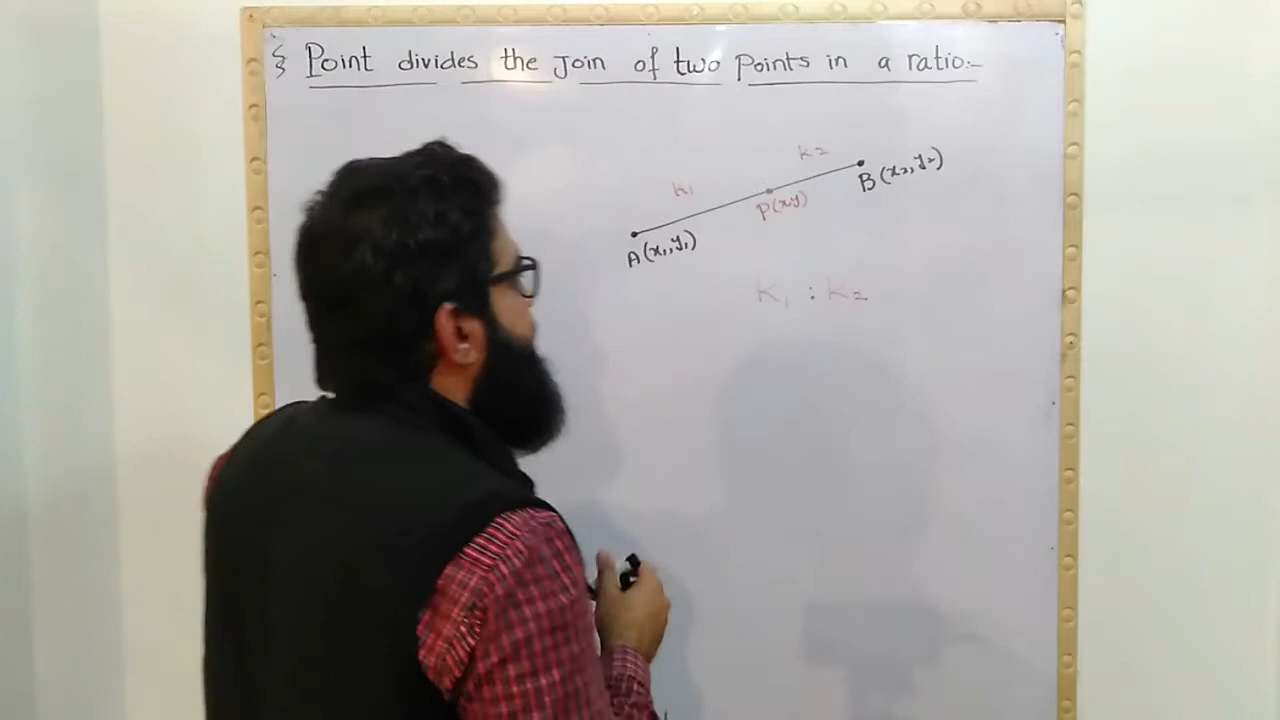 § Point divides the Join of two Points in a ratio:-
k₂
B(x₂,y₂)
k₁
P(x,y)
A(x₁,y₁)
K₁ : K₂